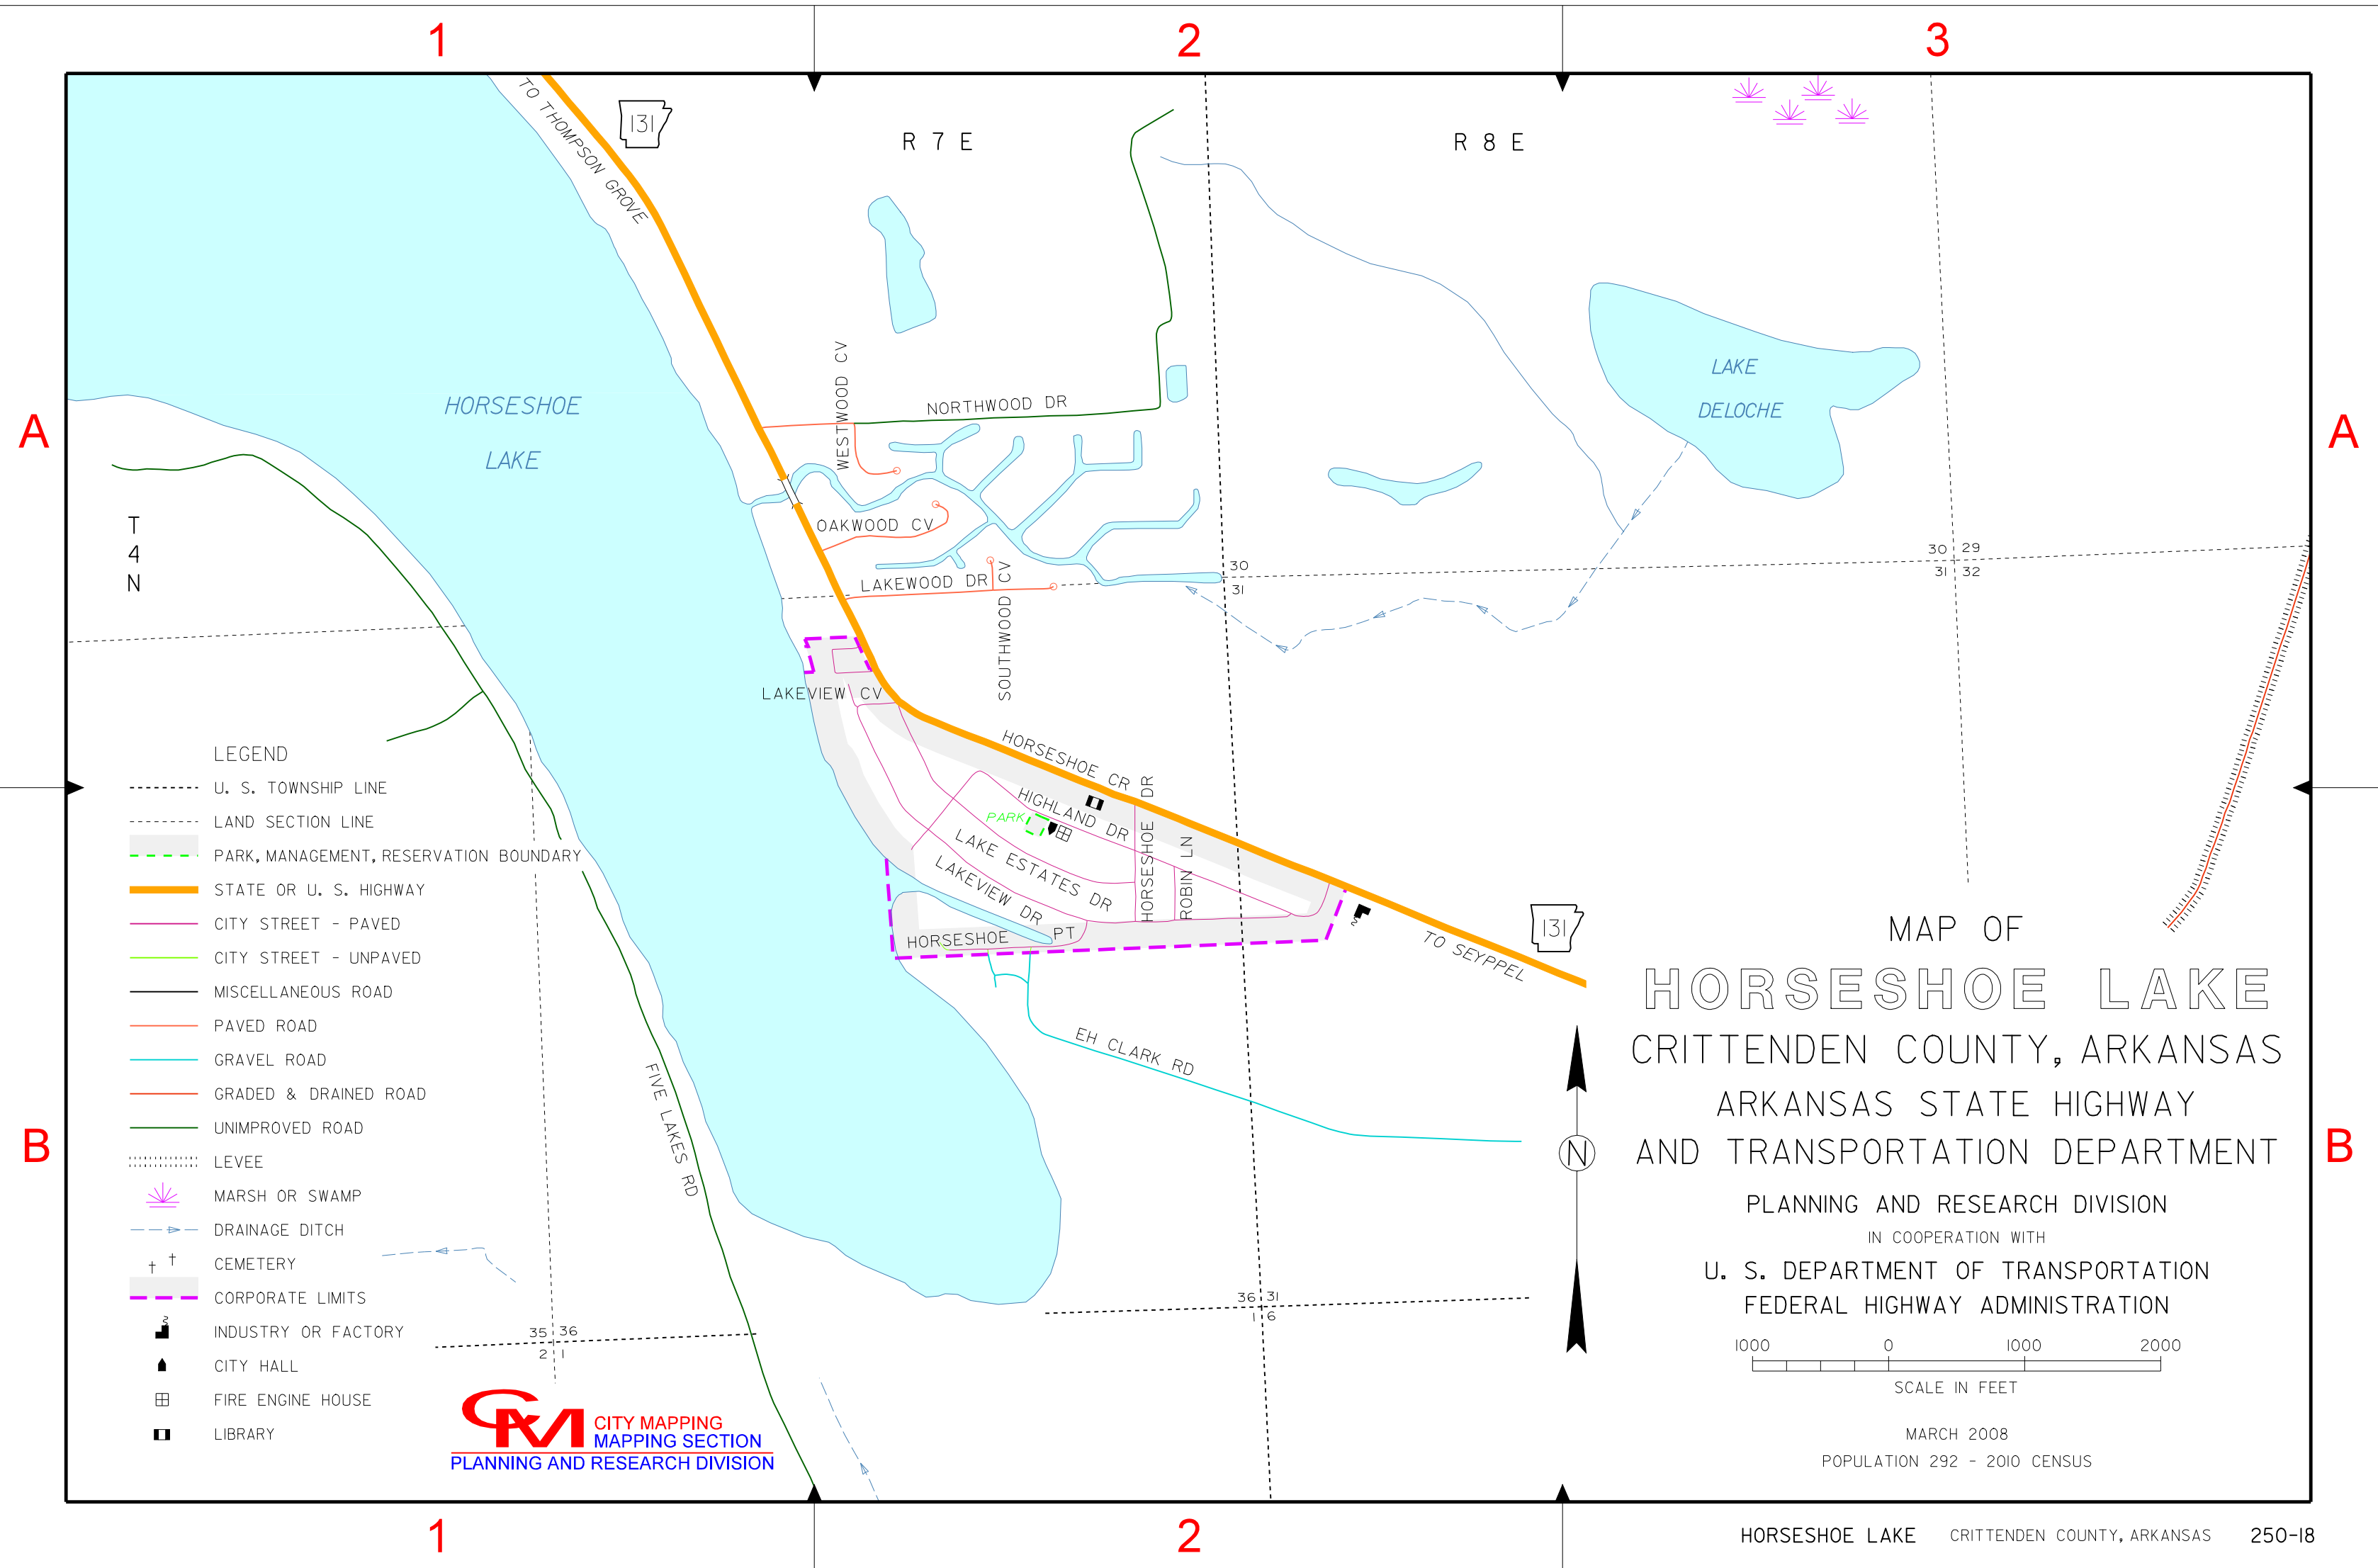 1
2
3
TO THOMPSON GROVE
131
R 7 E
R 8 E
WESTWOOD CV
NORTHWOOD DR
LAKE
DELOCHE
HORSESHOE
LAKE
A
A
T
4
N
OAKWOOD CV
LAKEWOOD DR
SOUTHWOOD CV
30
31
30 29
31 32
LAKEVIEW CV
HORSESHOE CR
HIGHLAND DR
PARK
LAKE ESTATES DR
LAKEVIEW DR
HORSESHOE DR
ROBIN LN
HORSESHOE PT
131
TO SEYPPEL
EH CLARK RD
FIVE LAKES RD
36 31
1 6
35 36
2 1
LEGEND
U. S. TOWNSHIP LINE
LAND SECTION LINE
PARK, MANAGEMENT, RESERVATION BOUNDARY
STATE OR U. S. HIGHWAY
CITY STREET - PAVED
CITY STREET - UNPAVED
MISCELLANEOUS ROAD
PAVED ROAD
GRAVEL ROAD
GRADED & DRAINED ROAD
UNIMPROVED ROAD
LEVEE
MARSH OR SWAMP
DRAINAGE DITCH
CEMETERY
CORPORATE LIMITS
INDUSTRY OR FACTORY
CITY HALL
FIRE ENGINE HOUSE
LIBRARY
B
B
CM
CITY MAPPING
MAPPING SECTION
PLANNING AND RESEARCH DIVISION
N
MAP OF
HORSESHOE LAKE
CRITTENDEN COUNTY, ARKANSAS
ARKANSAS STATE HIGHWAY
AND TRANSPORTATION DEPARTMENT
PLANNING AND RESEARCH DIVISION
IN COOPERATION WITH
U. S. DEPARTMENT OF TRANSPORTATION
FEDERAL HIGHWAY ADMINISTRATION
1000 0 1000 2000
SCALE IN FEET
MARCH 2008
POPULATION 292 - 2010 CENSUS
1
2
HORSESHOE LAKE CRITTENDEN COUNTY, ARKANSAS 250-18